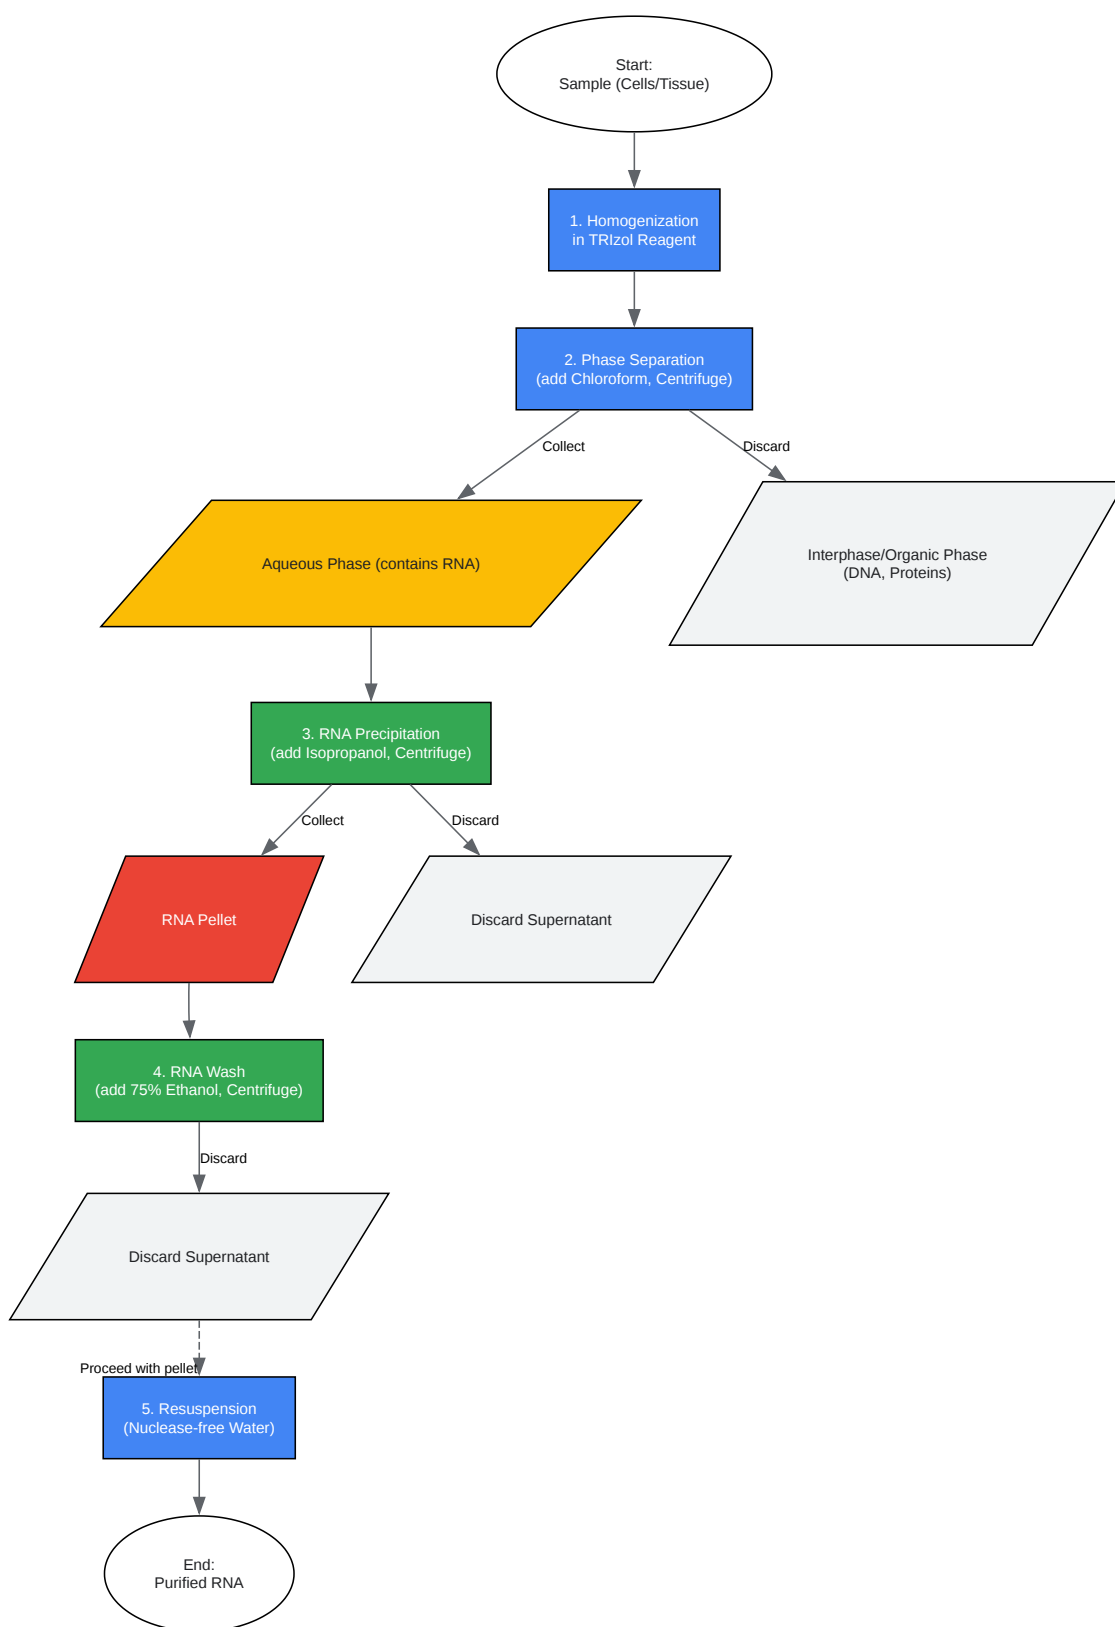 Start:
Sample (Cells/Tissue)
1. Homogenization
in TRIzol Reagent
2. Phase Separation
(add Chloroform, Centrifuge)
Collect
Discard
Aqueous Phase (contains RNA)
Interphase/Organic Phase
(DNA, Proteins)
3. RNA Precipitation
(add Isopropanol, Centrifuge)
Collect
Discard
RNA Pellet
Discard Supernatant
4. RNA Wash
(add 75% Ethanol, Centrifuge)
Discard
Discard Supernatant
Proceed with pellet
5. Resuspension
(Nuclease-free Water)
End:
Purified RNA